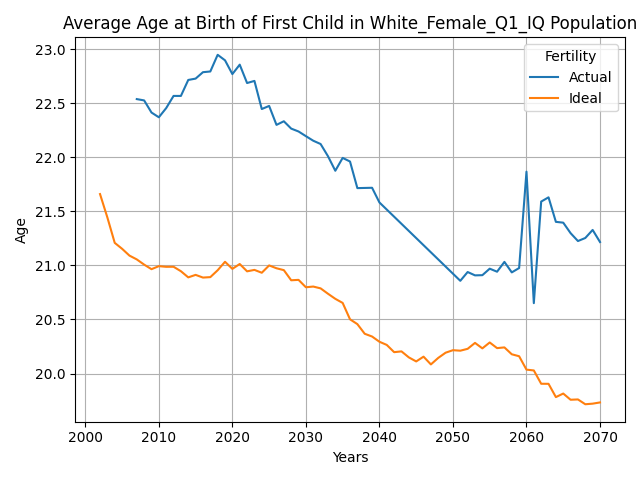 Average Age at Birth of First Child in White_Female_Q1_IQ Population
Fertility
Actual
Ideal
Age
23.0
22.5
22.0
21.5
21.0
20.5
20.0
2000
2010
2020
2030
2040
2050
2060
2070
Years